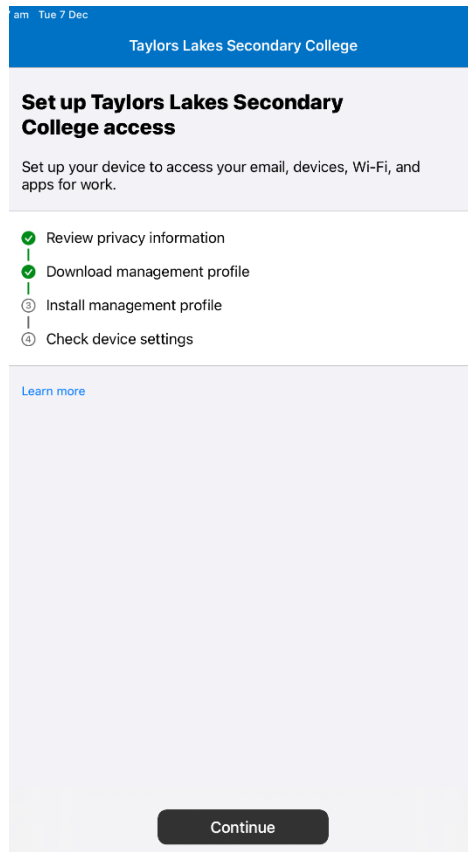 am Tue 7 Dec
Taylors Lakes Secondary College
Set up Taylors Lakes Secondary
College access
Set up your device to access your email, devices, Wi-Fi, and
apps for work.
Review privacy information
Download management profile
3 Install management profile
4 Check device settings
Learn more
Continue